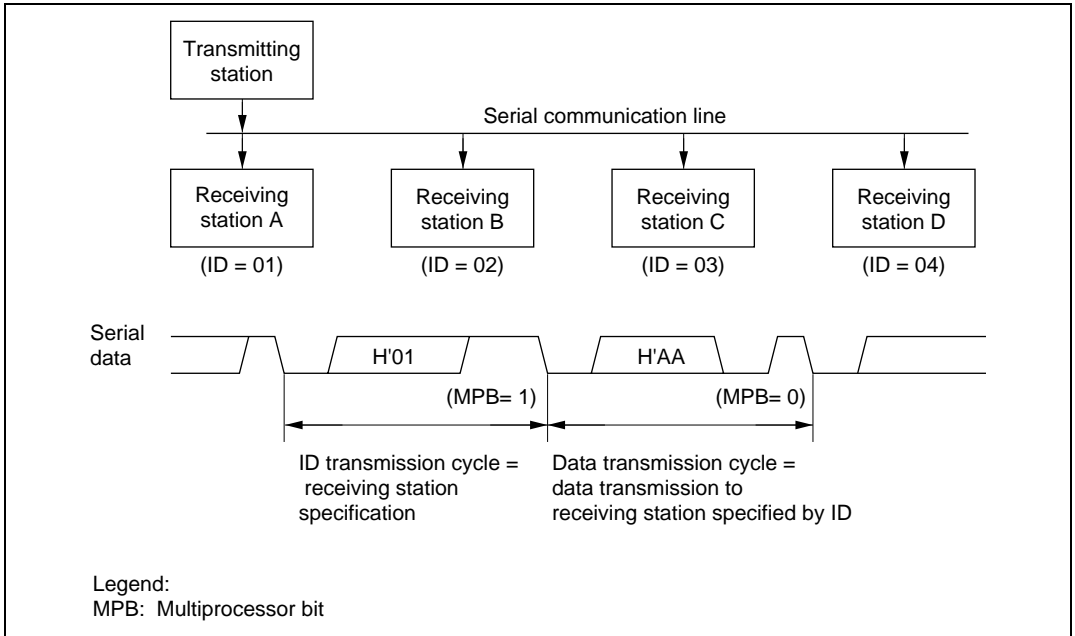 Transmitting
station
Serial communication line
Receiving
station A
Receiving
station B
Receiving
station C
Receiving
station D
(ID = 01)
(ID = 02)
(ID = 03)
(ID = 04)
Serial
data
H'01
H'AA
(MPB= 1)
(MPB= 0)
ID transmission cycle =
receiving station
specification
Data transmission cycle =
data transmission to
receiving station specified by ID
Legend:
MPB: Multiprocessor bit